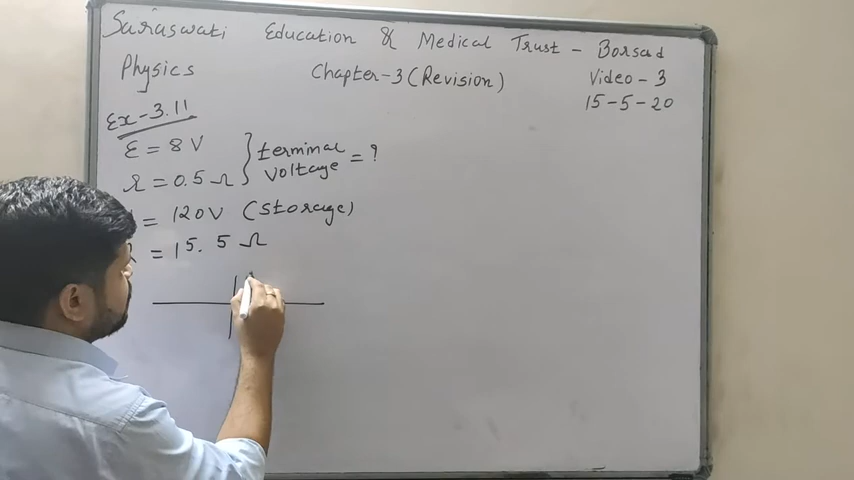 Saraswati Education & Medical Trust - Borsad
Physics Chapter-3 (Revision) Video - 3
15-5-20
Ex-3.11
ε = 8 V
r = 0.5 Ω } terminal voltage = ?
= 120V (storage)
= 15.5 Ω